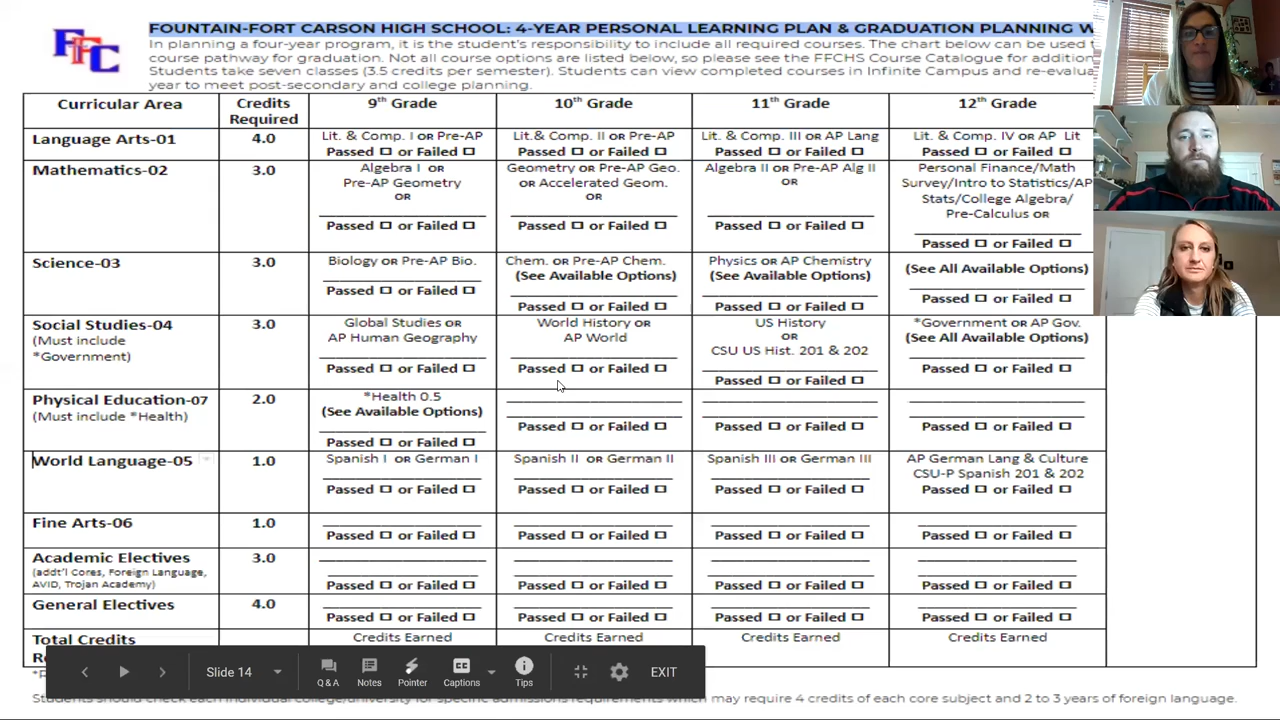 FOUNTAIN-FORT CARSON HIGH SCHOOL: 4-YEAR PERSONAL LEARNING PLAN & GRADUATION PLANNING W
FFC
In planning a four-year program, it is the student's responsibility to include all required courses. The chart below can be used
course pathway for graduation. Not all course options are listed below, so please see the FFCHS Course Catalogue for addition
Students take seven classes (3.5 credits per semester). Students can view completed courses in Infinite Campus and re-evalua
year to meet post-secondary and college planning.
Curricular Area
Credits Required
9th Grade
10th Grade
11th Grade
12th Grade
Language Arts-01
4.0
Lit. & Comp. I OR Pre-AP
Passed ☐ or Failed ☐
Lit.& Comp. II OR Pre-AP
Passed ☐ or Failed ☐
Lit. & Comp. III OR AP Lang
Passed ☐ or Failed ☐
Lit. & Comp. IV OR AP Lit
Passed ☐ or Failed ☐
Mathematics-02
3.0
Algebra I OR
Pre-AP Geometry
OR
Passed ☐ or Failed ☐
Geometry OR Pre-AP Geo.
OR Accelerated Geom.
OR
Passed ☐ or Failed ☐
Algebra II OR Pre-AP Alg II
OR
Passed ☐ or Failed ☐
Personal Finance/Math
Survey/Intro to Statistics/AP
Stats/College Algebra/
Pre-Calculus OR
Passed ☐ or Failed ☐
Science-03
3.0
Biology OR Pre-AP Bio.
Passed ☐ or Failed ☐
Chem. OR Pre-AP Chem.
(See Available Options)
Passed ☐ or Failed ☐
Physics OR AP Chemistry
(See Available Options)
Passed ☐ or Failed ☐
(See All Available Options)
Passed ☐ or Failed ☐
Social Studies-04
(Must include
*Government)
3.0
Global Studies OR
AP Human Geography
Passed ☐ or Failed ☐
World History OR
AP World
Passed ☐ or Failed ☐
US History
OR
CSU US Hist. 201 & 202
Passed ☐ or Failed ☐
*Government OR AP Gov.
(See All Available Options)
Passed ☐ or Failed ☐
Physical Education-07
(Must include *Health)
2.0
*Health 0.5
(See Available Options)
Passed ☐ or Failed ☐
Passed ☐ or Failed ☐
Passed ☐ or Failed ☐
Passed ☐ or Failed ☐
World Language-05
1.0
Spanish I OR German I
Passed ☐ or Failed ☐
Spanish II OR German II
Passed ☐ or Failed ☐
Spanish III OR German III
Passed ☐ or Failed ☐
AP German Lang & Culture
CSU-P Spanish 201 & 202
Passed ☐ or Failed ☐
Fine Arts-06
1.0
Passed ☐ or Failed ☐
Passed ☐ or Failed ☐
Passed ☐ or Failed ☐
Passed ☐ or Failed ☐
Academic Electives
(addt'l Cores, Foreign Language,
AVID, Trojan Academy)
3.0
Passed ☐ or Failed ☐
Passed ☐ or Failed ☐
Passed ☐ or Failed ☐
Passed ☐ or Failed ☐
General Electives
4.0
Passed ☐ or Failed ☐
Passed ☐ or Failed ☐
Passed ☐ or Failed ☐
Passed ☐ or Failed ☐
Total Credits
Credits Earned
Credits Earned
Credits Earned
Credits Earned
Slide 14
Q & A
Notes
Pointer
Captions
Tips
EXIT
Students should check each individual college/university for specific admissions requirements which may require 4 credits of each core subject and 2 to 3 years of foreign language.